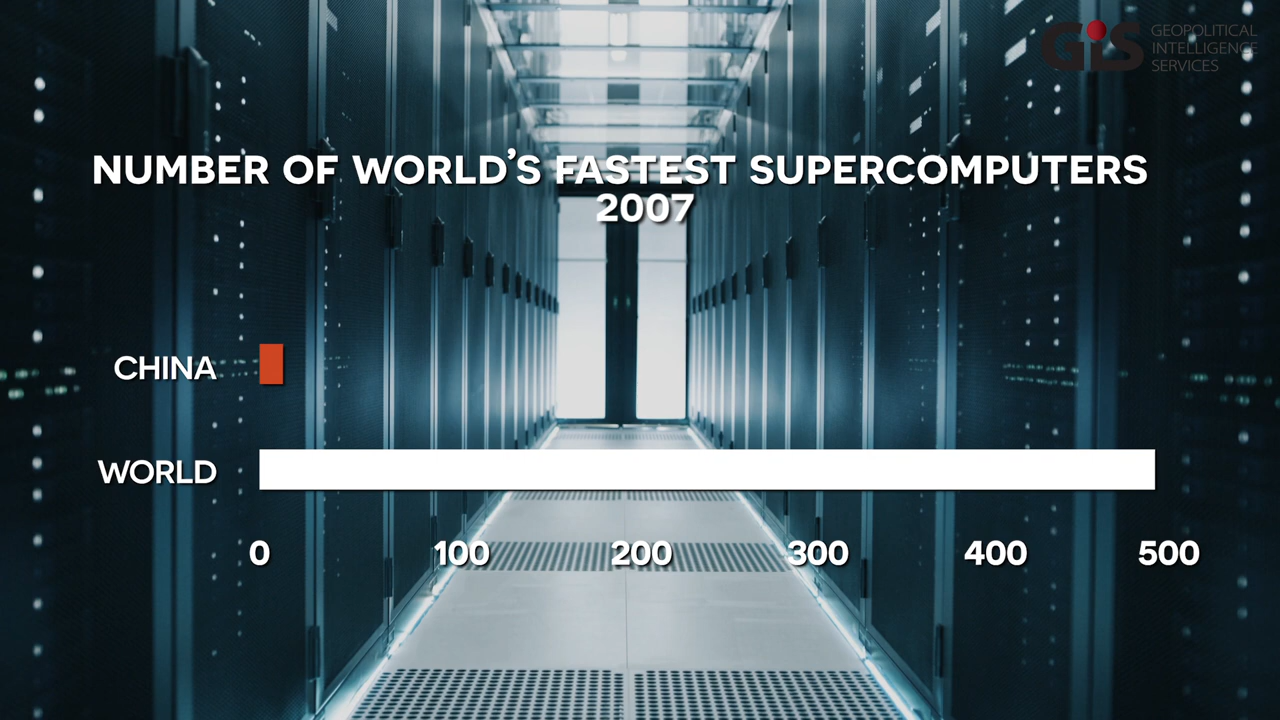 GIS GEOPOLITICAL
INTELLIGENCE
SERVICES
NUMBER OF WORLD'S FASTEST SUPERCOMPUTERS
2007
CHINA
WORLD
0 100 200 300 400 500